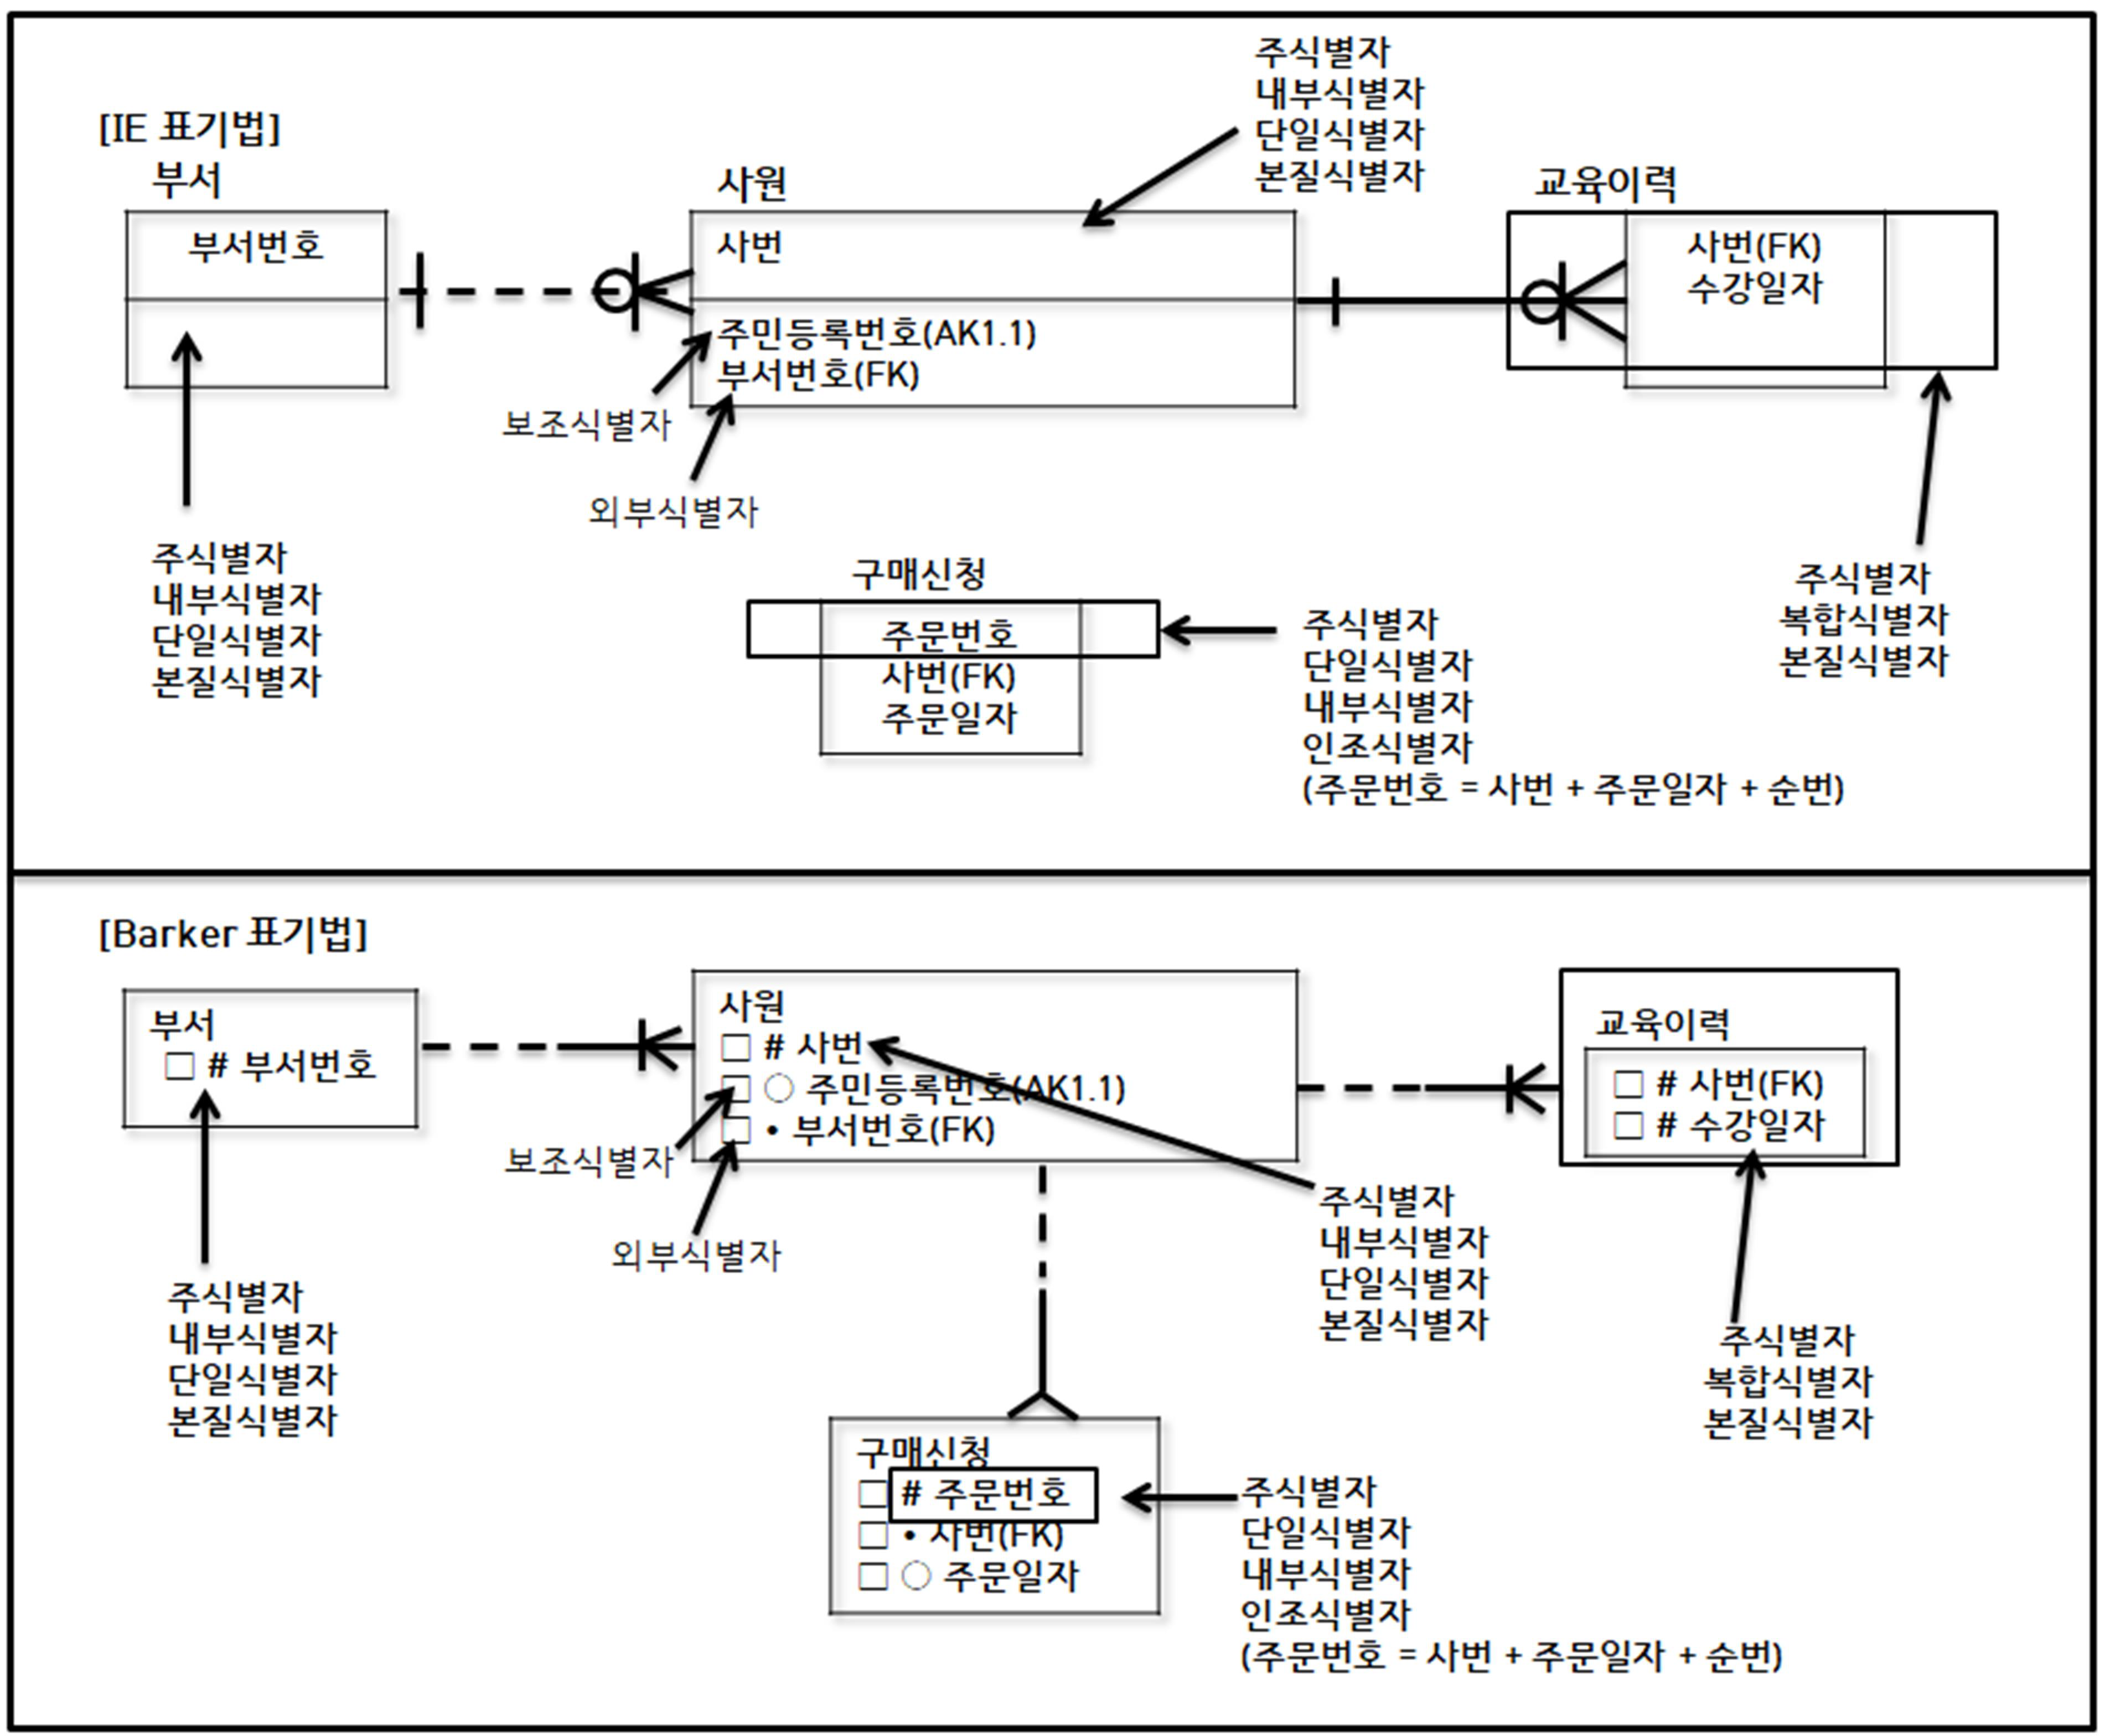 [IE 표기법]
부서
부서번호
주식별자
내부식별자
단일식별자
본질식별자
사원
사번
주민등록번호(AK1.1)
부서번호(FK)
보조식별자
외부식별자
주식별자
내부식별자
단일식별자
본질식별자
교육이력
사번(FK)
수강일자
주식별자
복합식별자
본질식별자
구매신청
주문번호
사번(FK)
주문일자
주식별자
단일식별자
내부식별자
인조식별자
(주문번호 = 사번 + 주문일자 + 순번)
[Barker 표기법]
부서
□ # 부서번호
주식별자
내부식별자
단일식별자
본질식별자
사원
□ # 사번
□ ○ 주민등록번호(AK1.1)
□ • 부서번호(FK)
보조식별자
외부식별자
주식별자
내부식별자
단일식별자
본질식별자
교육이력
□ # 사번(FK)
□ # 수강일자
주식별자
복합식별자
본질식별자
구매신청
□ # 주문번호
□ • 사번(FK)
□ ○ 주문일자
주식별자
단일식별자
내부식별자
인조식별자
(주문번호 = 사번 + 주문일자 + 순번)